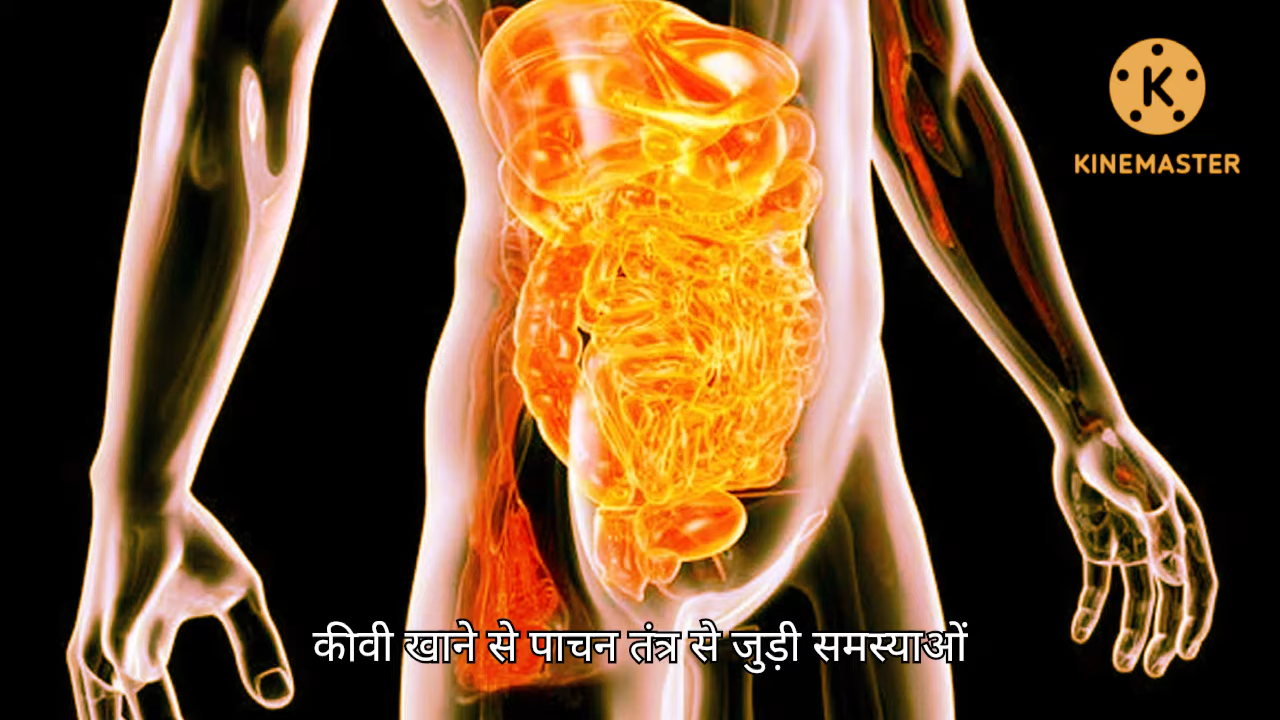 K
KINEMASTER
कीवी खाने से पाचन तंत्र से जुड़ी समस्याओं